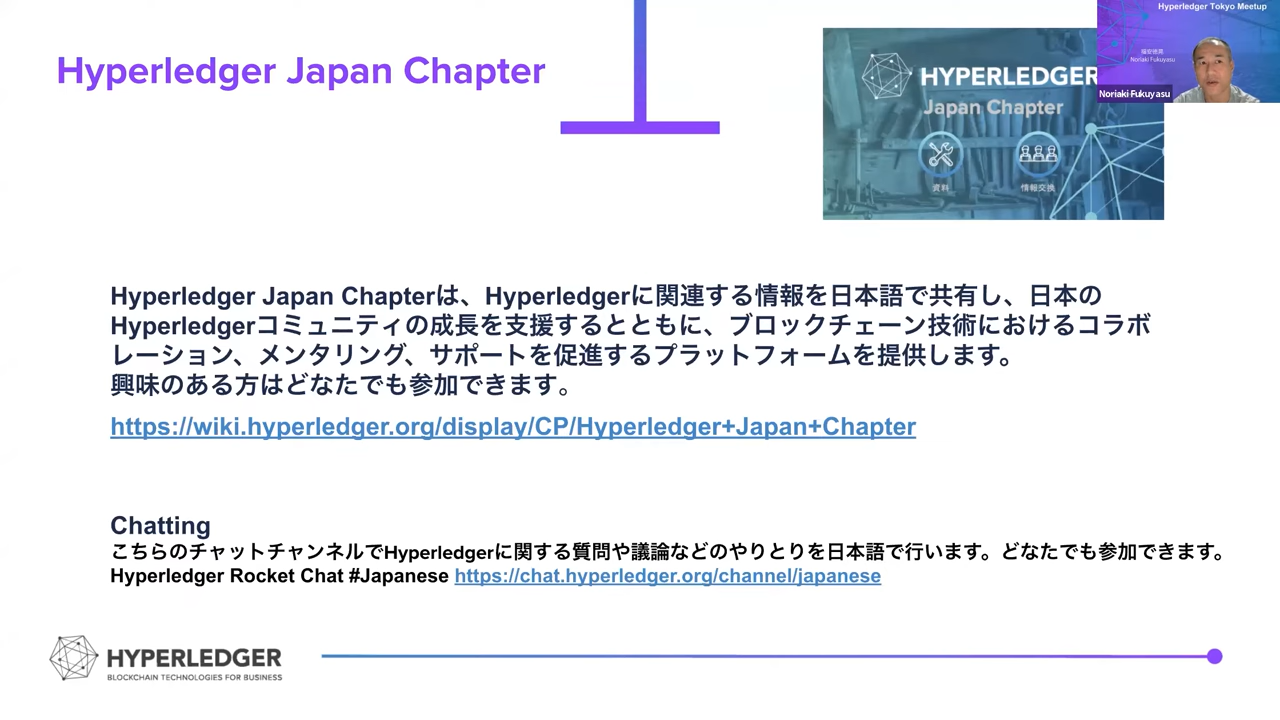 Hyperledger Japan Chapter
HYPERLEDGER
Japan Chapter
資料
情報交換
Hyperledger Tokyo Meetup
福安徳晃
Noriaki Fukuyasu
Noriaki Fukuyasu
Hyperledger Japan Chapterは、Hyperledgerに関連する情報を日本語で共有し、日本の
Hyperledgerコミュニティの成長を支援するとともに、ブロックチェーン技術におけるコラボ
レーション、メンタリング、サポートを促進するプラットフォームを提供します。
興味のある方はどなたでも参加できます。
https://wiki.hyperledger.org/display/CP/Hyperledger+Japan+Chapter
Chatting
こちらのチャットチャンネルでHyperledgerに関する質問や議論などのやりとりを日本語で行います。どなたでも参加できます。
Hyperledger Rocket Chat #Japanese https://chat.hyperledger.org/channel/japanese
HYPERLEDGER
BLOCKCHAIN TECHNOLOGIES FOR BUSINESS